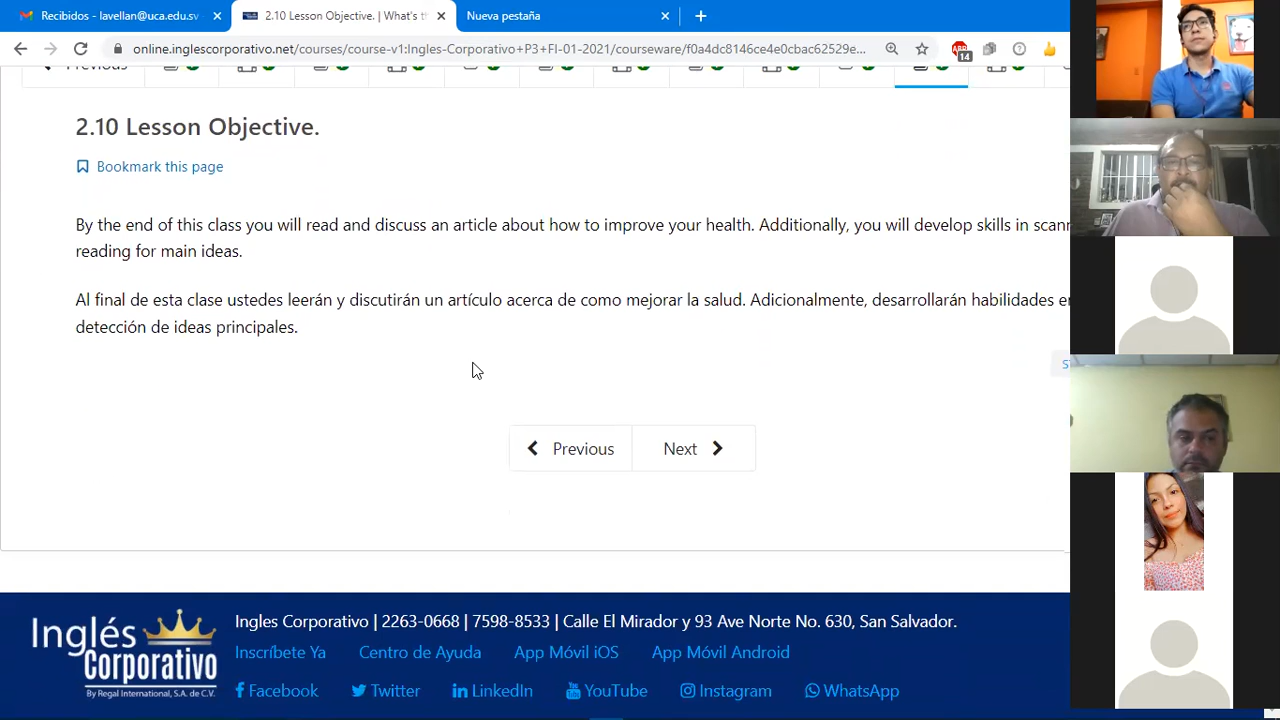 Recibidos - lavellan@uca.edu.sv
2.10 Lesson Objective. | What's th
Nueva pestaña
online.inglescorporativo.net/courses/course-v1:Ingles-Corporativo+P3+FI-01-2021/courseware/f0a4dc8146ce4e0cbac62529e...
14
2.10 Lesson Objective.
Bookmark this page
By the end of this class you will read and discuss an article about how to improve your health. Additionally, you will develop skills in scann
reading for main ideas.
Al final de esta clase ustedes leerán y discutirán un artículo acerca de como mejorar la salud. Adicionalmente, desarrollarán habilidades en
detección de ideas principales.
Previous
Next
Inglés Corporativo
By Regal International, S.A. de C.V.
Ingles Corporativo | 2263-0668 | 7598-8533 | Calle El Mirador y 93 Ave Norte No. 630, San Salvador.
Inscríbete Ya Centro de Ayuda App Móvil iOS App Móvil Android
Facebook Twitter LinkedIn YouTube Instagram WhatsApp